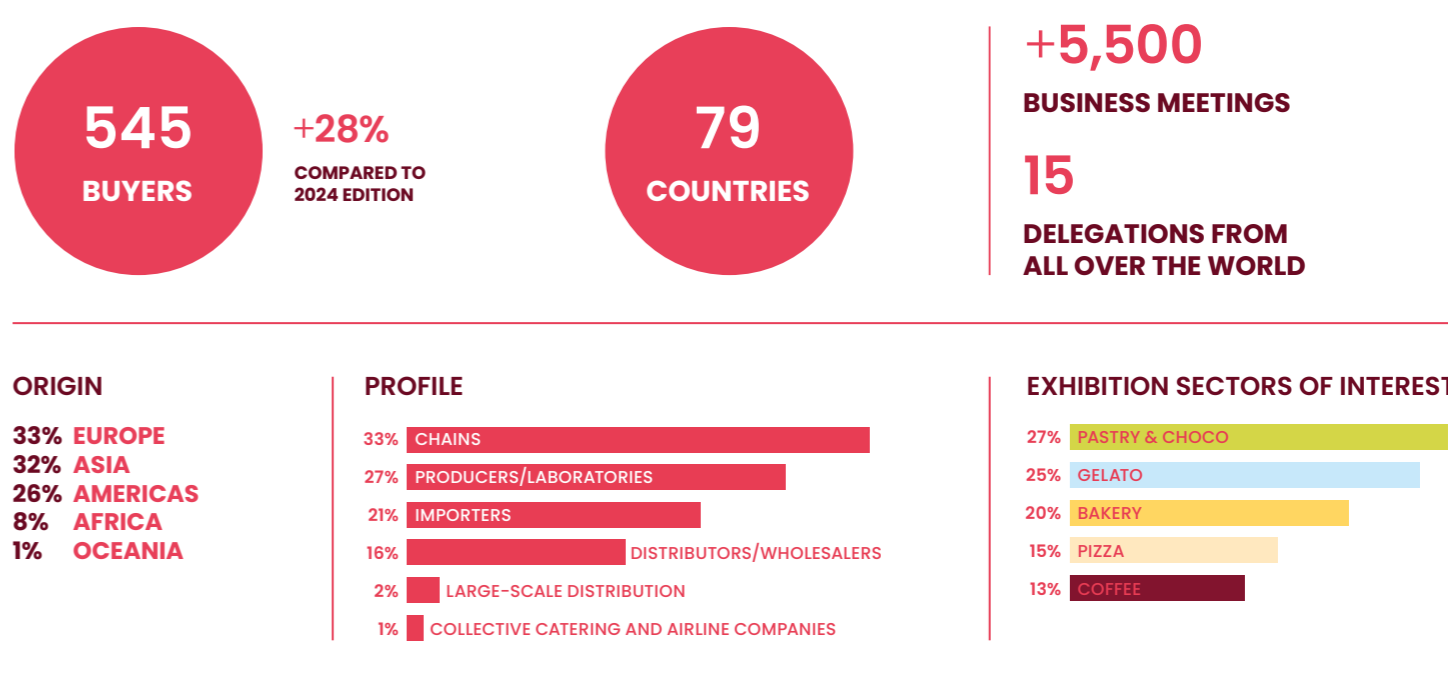 545
BUYERS
+28%
COMPARED TO
2024 EDITION
79
COUNTRIES
+5,500
BUSINESS MEETINGS
15
DELEGATIONS FROM
ALL OVER THE WORLD
ORIGIN
33% EUROPE
32% ASIA
26% AMERICAS
8% AFRICA
1% OCEANIA
PROFILE
33% CHAINS
27% PRODUCERS/LABORATORIES
21% IMPORTERS
16% DISTRIBUTORS/WHOLESALERS
2% LARGE-SCALE DISTRIBUTION
1% COLLECTIVE CATERING AND AIRLINE COMPANIES
EXHIBITION SECTORS OF INTEREST
27% PASTRY & CHOCO
25% GELATO
20% BAKERY
15% PIZZA
13% COFFEE